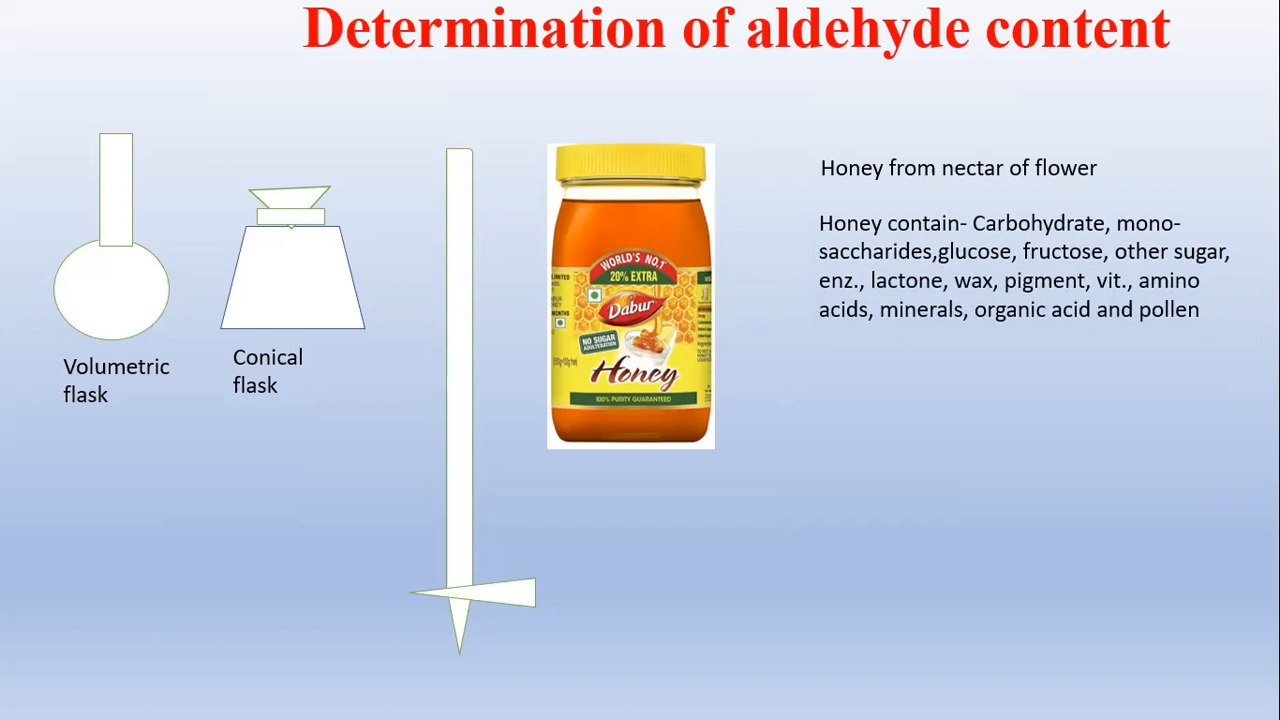 Determination of aldehyde content
Honey from nectar of flower
Honey contain- Carbohydrate, mono-
saccharides,glucose, fructose, other sugar,
enz., lactone, wax, pigment, vit., amino
acids, minerals, organic acid and pollen
Volumetric
flask
Conical
flask
WORLD'S NO.1
20% EXTRA
Dabur
NO SUGAR
ADULTERATION
Honey
100% PURITY GUARANTEED